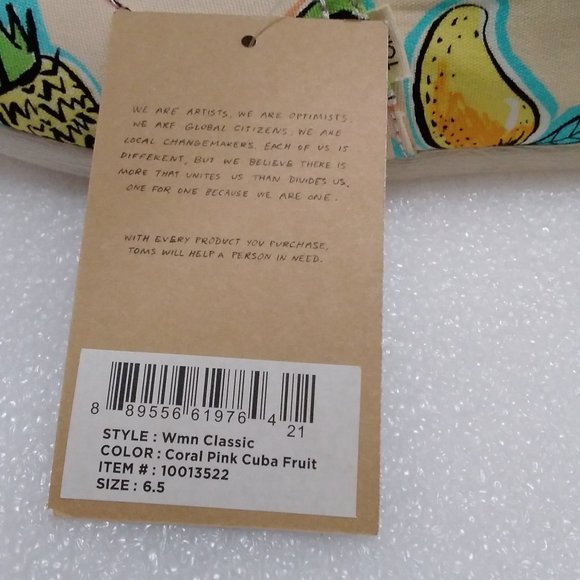 WE ARE ARTISTS. WE ARE OPTIMISTS.
WE ARE GLOBAL CITIZENS. WE ARE
LOCAL CHANGEMAKERS. EACH OF US IS
DIFFERENT, BUT WE BELIEVE THERE IS
MORE THAT UNITES US THAN DIVIDES US.
ONE FOR ONE BECAUSE WE ARE ONE.
WITH EVERY PRODUCT YOU PURCHASE,
TOMS WILL HELP A PERSON IN NEED.
8 89556 61976 4 21
STYLE : Wmn Classic
COLOR : Coral Pink Cuba Fruit
ITEM # : 10013522
SIZE : 6.5